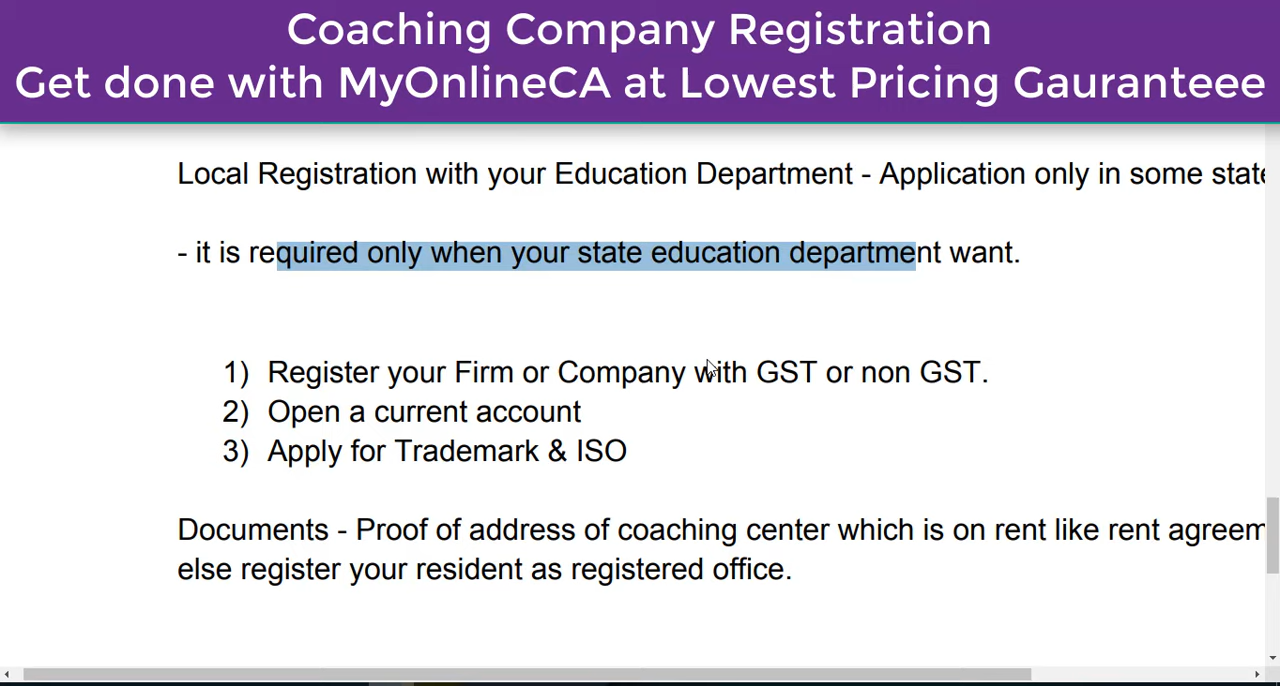 Coaching Company Registration
Get done with MyOnlineCA at Lowest Pricing Gauranteee
Local Registration with your Education Department - Application only in some
- it is required only when your state education department want.
1) Register your Firm or Company with GST or non GST.
2) Open a current account
3) Apply for Trademark & ISO
Documents - Proof of address of coaching center which is on rent like rent
else register your resident as registered office.